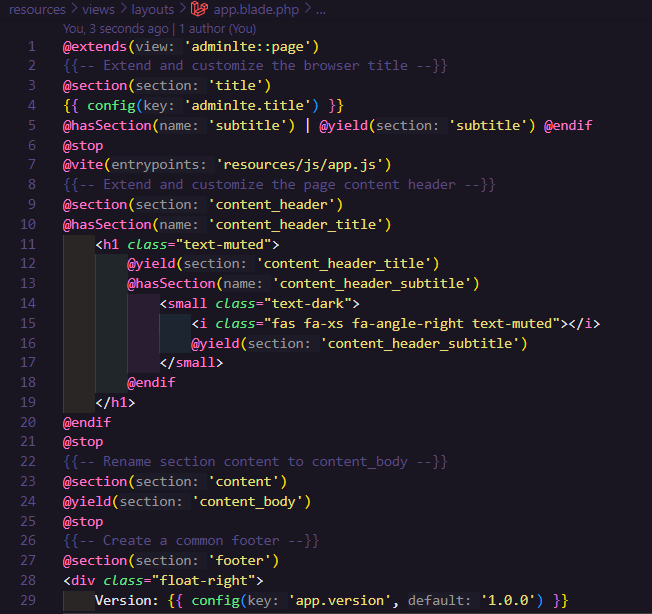 resources > views > layouts > app.blade.php > ...
You, 3 seconds ago | 1 author (You)
1 @extends(view: 'adminlte::page')
2 {{-- Extend and customize the browser title --}}
3 @section(section: 'title')
4 {{ config(key: 'adminlte.title') }}
5 @hasSection(name: 'subtitle') | @yield(section: 'subtitle') @endif
6 @stop
7 @vite(entrypoints: 'resources/js/app.js')
8 {{-- Extend and customize the page content header --}}
9 @section(section: 'content_header')
10 @hasSection(name: 'content_header_title')
11 <h1 class="text-muted">
12 @yield(section: 'content_header_title')
13 @hasSection(name: 'content_header_subtitle')
14 <small class="text-dark">
15 <i class="fas fa-xs fa-angle-right text-muted"></i>
16 @yield(section: 'content_header_subtitle')
17 </small>
18 @endif
19 </h1>
20 @endif
21 @stop
22 {{-- Rename section content to content_body --}}
23 @section(section: 'content')
24 @yield(section: 'content_body')
25 @stop
26 {{-- Create a common footer --}}
27 @section(section: 'footer')
28 <div class="float-right">
29 Version: {{ config(key: 'app.version', default: '1.0.0') }}